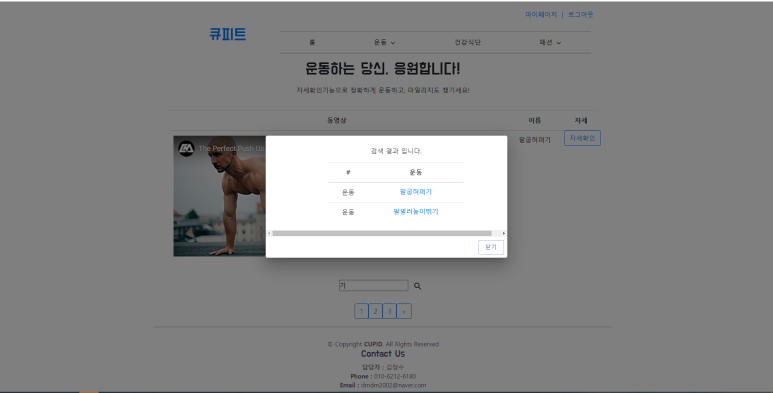 마이페이지 | 로그아웃
큐피트
홈 운동 건강식단 패션
운동하는 당신, 응원합니다!
자세확인기능으로 정확하게 운동하고, 마일리지도 챙기세요!
동영상 이름 자세
The Perfect Push Up
팔굽혀펴기 자세확인
검색 결과 입니다.
# 운동
운동 팔굽혀펴기
운동 팔벌려높이뛰기
닫기
기
1 2 3 »
© Copyright CUPID. All Rights Reserved
Contact Us
담당자 : 김창수
Phone : 010-6212-6180
Email : dmdm2002@naver.com